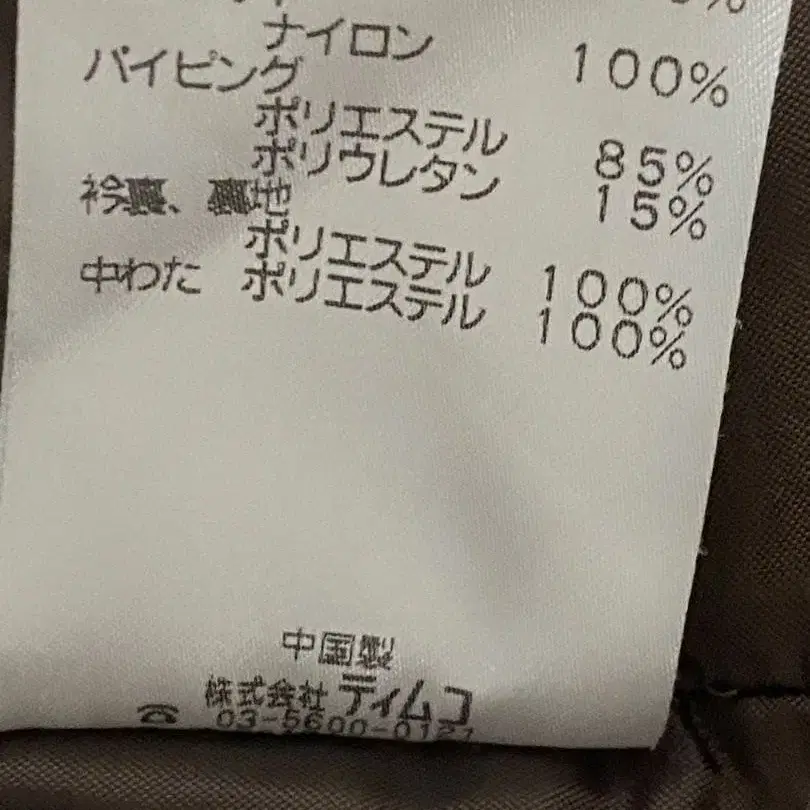 ナイロン 100%
パイピング
ポリエステル 85%
ポリウレタン 15%
衿裏、裏地
ポリエステル 100%
中わた ポリエステル 100%
中国製
株式会社 ティムコ
☎ 03-5600-0121